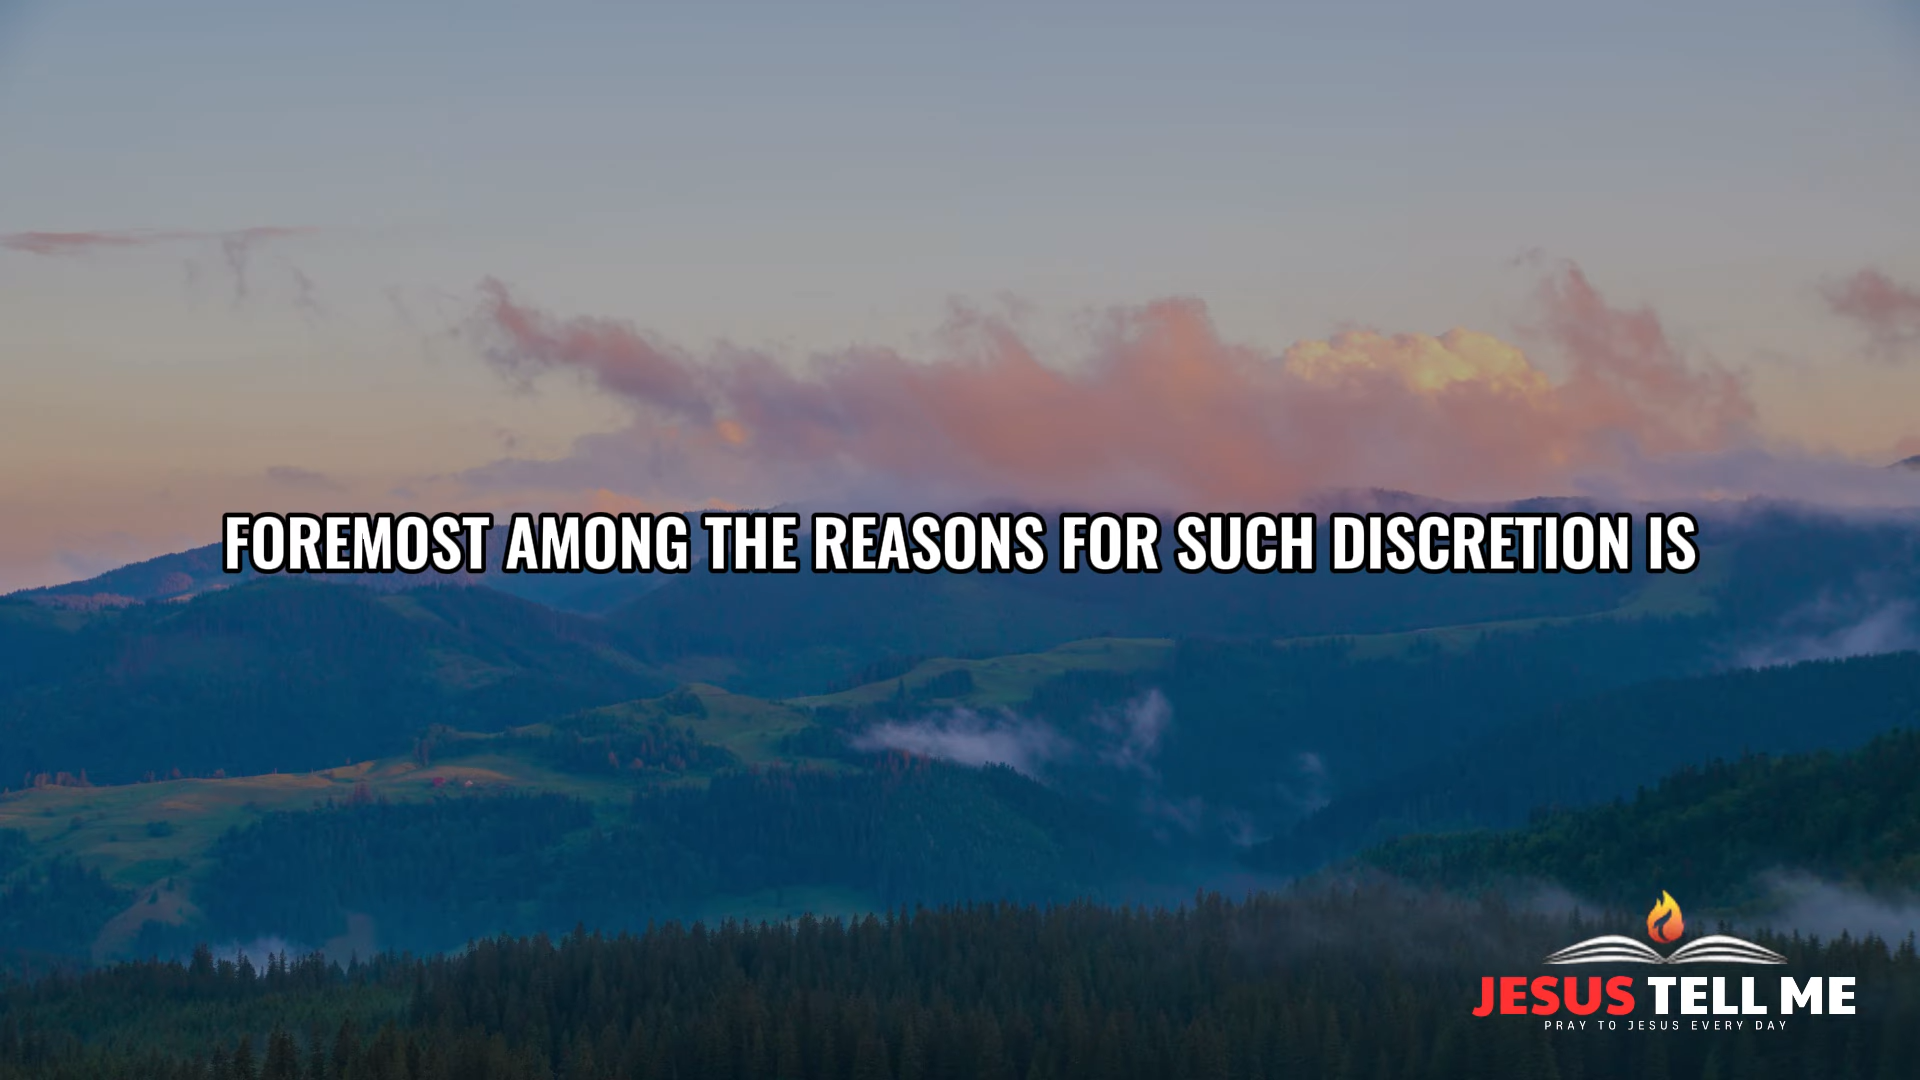 FOREMOST AMONG THE REASONS FOR SUCH DISCRETION IS
JESUS TELL ME
PRAY TO JESUS EVERY DAY